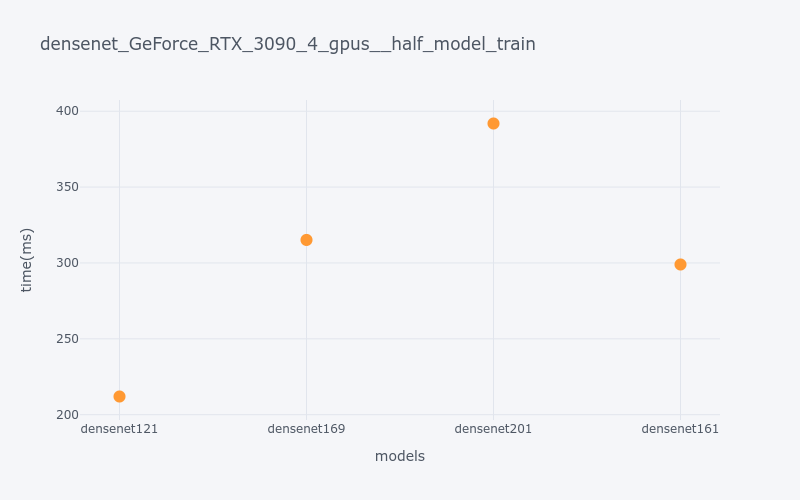 densenet_GeForce_RTX_3090_4_gpus__half_model_train
400
350
300
250
200
time(ms)
densenet121 densenet169 densenet201 densenet161
models